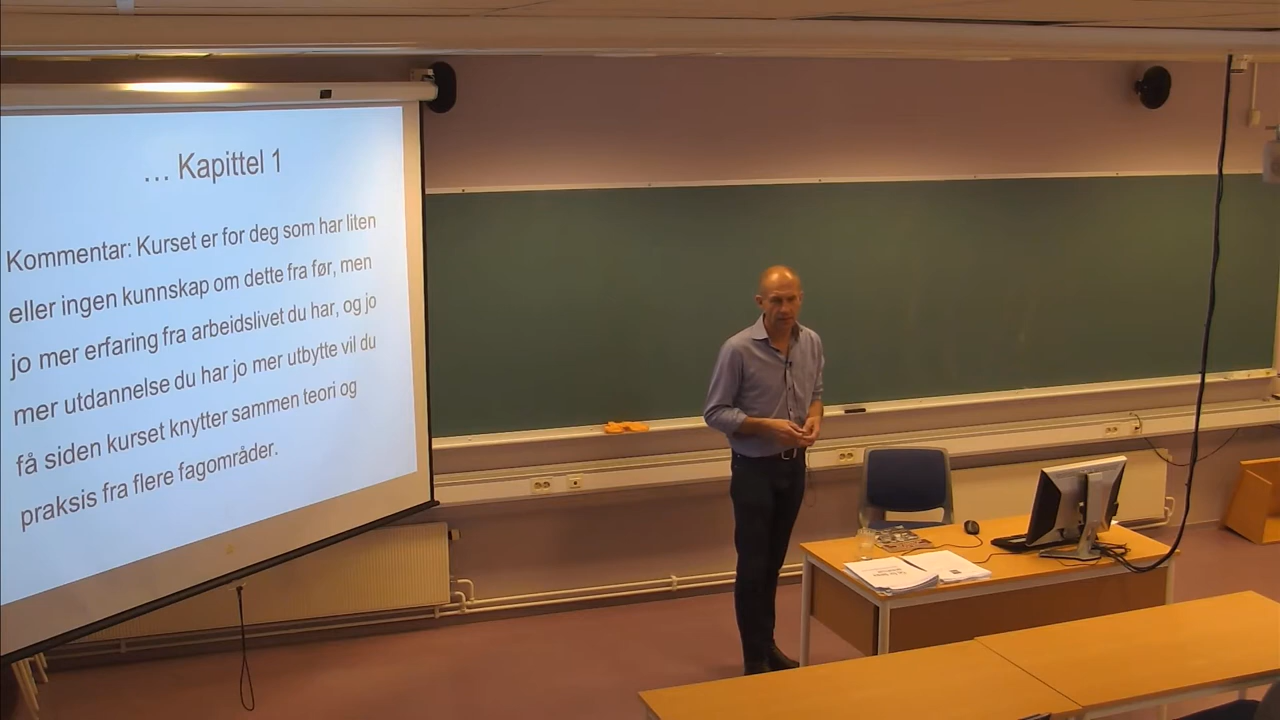 ... Kapittel 1
Kommentar: Kurset er for deg som har liten
eller ingen kunnskap om dette fra før, men
jo mer erfaring fra arbeidslivet du har, og jo
mer utdannelse du har jo mer utbytte vil du
få siden kurset knytter sammen teori og
praksis fra flere fagområder.